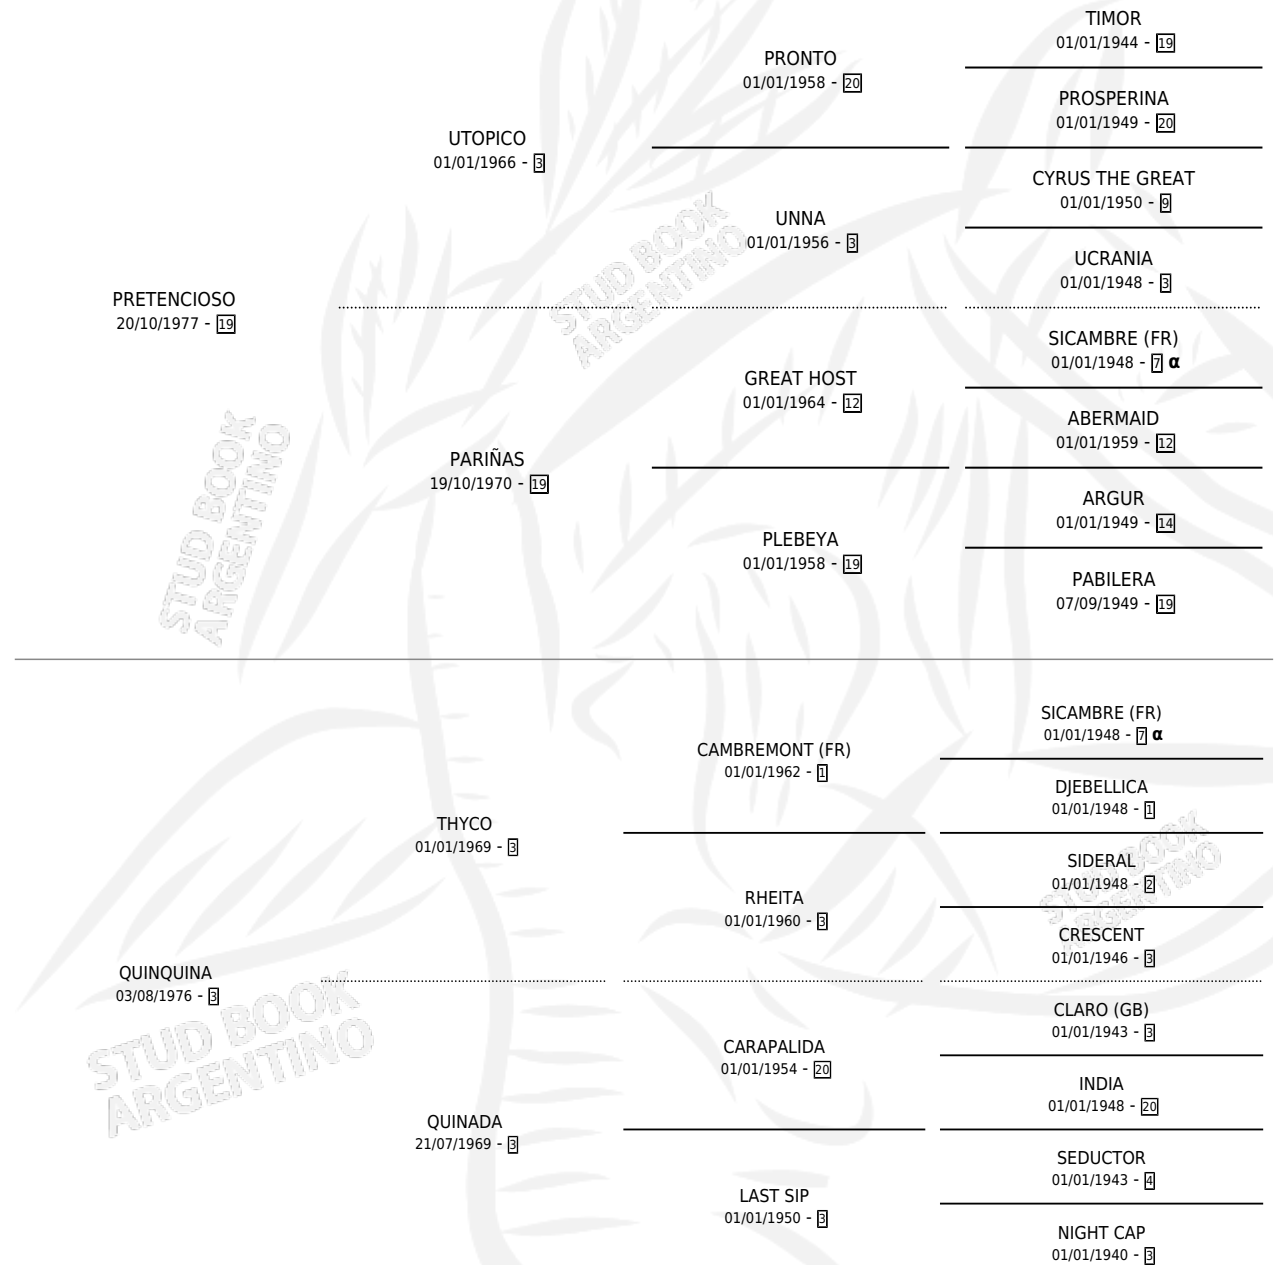 TIMOR
01/01/1944 - 19
PRONTO
01/01/1958 - 20
PROSPERINA
01/01/1949 - 20
UTOPICO
01/01/1966 - 3
CYRUS THE GREAT
01/01/1950 - 9
UNNA
01/01/1956 - 3
UCRANIA
01/01/1948 - 3
STUD BOOK
ARGENTINO
PRETENCIOSO
20/10/1977 - 19
SICAMBRE (FR)
01/01/1948 - 7 α
GREAT HOST
01/01/1964 - 12
ABERMAID
01/01/1959 - 12
PARIÑAS
19/10/1970 - 19
ARGUR
01/01/1949 - 14
PLEBEYA
01/01/1958 - 19
PABILERA
07/09/1949 - 19
STUD BOOK
ARGENTINO
SICAMBRE (FR)
01/01/1948 - 7 α
CAMBREMONT (FR)
01/01/1962 - 1
DJEBELLICA
01/01/1948 - 1
THYCO
01/01/1969 - 3
SIDERAL
01/01/1948 - 2
RHEITA
01/01/1960 - 3
CRESCENT
01/01/1946 - 3
STUD BOOK
ARGENTINO
QUINQUINA
03/08/1976 - 3
CLARO (GB)
01/01/1943 - 3
CARAPALIDA
01/01/1954 - 20
INDIA
01/01/1948 - 20
STUD BOOK
ARGENTINO
QUINADA
21/07/1969 - 3
SEDUCTOR
01/01/1943 - 4
LAST SIP
01/01/1950 - 3
NIGHT CAP
01/01/1940 - 3